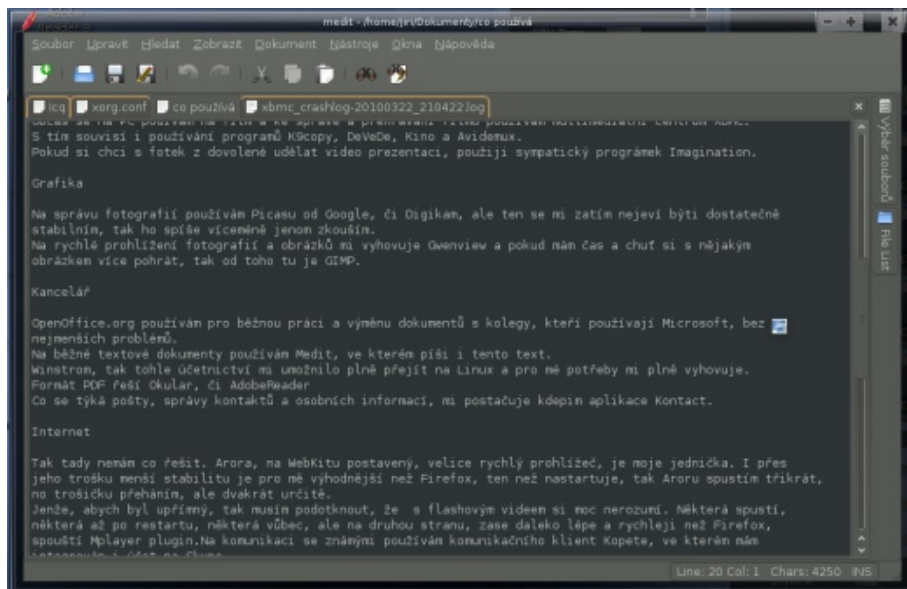 medit - /home/jri/Dokumenty/co používá
Soubor Upravit Hledat Zobrazit Dokument Nástroje Okna Nápověda
Icq xorg.conf co používá xbmc_crashlog-20100322_210422.log
S tím souvisí i používání programů K9copy, DeVeDe, Kino a Avidemux.
Pokud si chci s fotek z dovolené udělat video prezentaci, použiji sympatický prográmek Imagination.
Grafika
Na správu fotografií používám Picasu od Google, či Digikam, ale ten se mi zatím nejeví býti dostatečně
stabilním, tak ho spíše víceméně jenom zkouším.
Na rychlé prohlížení fotografií a obrázků mi vyhovuje Gwenview a pokud mám čas a chuť si s nějakým
obrázkem více pohrát, tak od toho tu je GIMP.
Kancelář
OpenOffice.org používám pro běžnou práci a výměnu dokumentů s kolegy, kteří používají Microsoft, bez
nejmenších problémů.
Na běžné textové dokumenty používám Medit, ve kterém píši i tento text.
Winstrom, tak tohle účetnictví mi umožnilo plně přejít na Linux a pro mé potřeby mi plně vyhovuje.
Formát PDF řeší Okular, či AdobeReader
Co se týká pošty, správy kontaktů a osobních informací, mi postačuje kdepim aplikace Kontact.
Internet
Tak tady nemám co řešit. Arora, na WebKitu postavený, velice rychlý prohlížeč, je moje jednička. I přes
jeho trošku menší stabilitu je pro mě výhodnější než Firefox, ten než nastartuje, tak Aroru spustím třikrát,
no trošičku přeháním, ale dvakrát určitě.
Jenže, abych byl upřímný, tak musím podotknout, že s flashovým videem si moc nerozumí. Některá spustí,
některá až po restartu, některá vůbec, ale na druhou stranu, zase daleko lépe a rychleji než Firefox,
spouští Mplayer plugin.Na komunikaci se známými používám komunikačního klient Kopete, ve kterém mám
integrován i účet na Skype
Výběr souborů
File List
Line: 20 Col: 1 Chars: 4250 INS